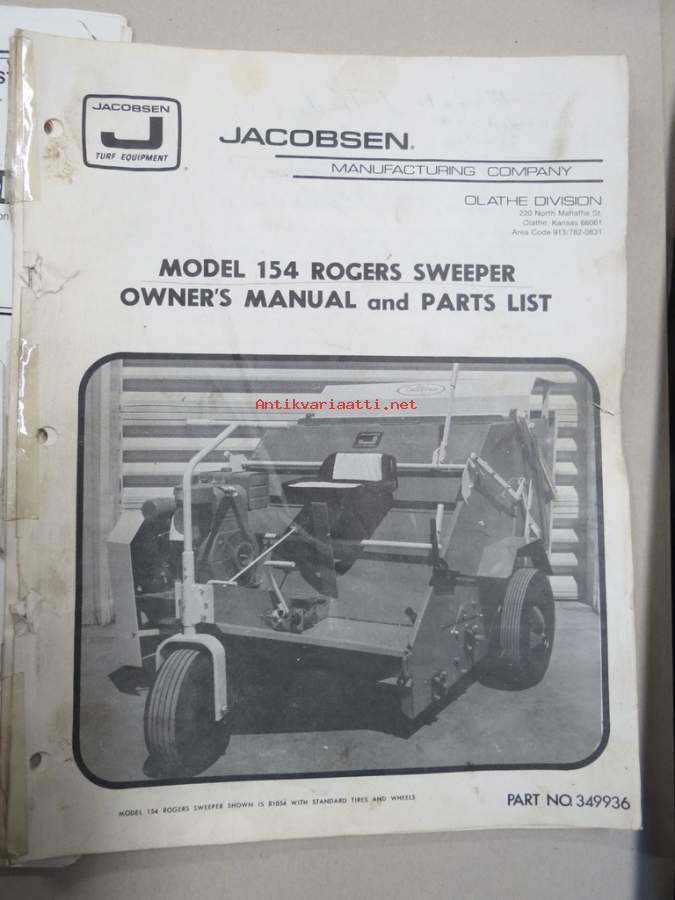 JACOBSEN
J
TURF EQUIPMENT
JACOBSEN®
MANUFACTURING COMPANY
OLATHE DIVISION
220 North Mahaffie St.
Olathe, Kansas 66061
Area Code 913/782-0831
MODEL 154 ROGERS SWEEPER
OWNER'S MANUAL and PARTS LIST
Antikvariaatti.net
J
MODEL 154 ROGERS SWEEPER SHOWN IS 81054 WITH STANDARD TIRES AND WHEELS
PART NO. 349936